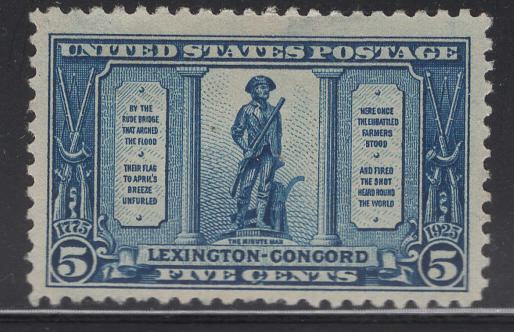 UNITED STATES POSTAGE
BY THE
RUDE BRIDGE
THAT ARCHED
THE FLOOD
THEIR FLAG
TO APRIL'S
BREEZE
UNFURLED
HERE ONCE
THE EMBATTLED
FARMERS
STOOD
AND FIRED
THE SHOT
HEARD ROUND
THE WORLD
1775
1925
THE MINUTE MAN
5
LEXINGTON-CONCORD
5
FIVE CENTS